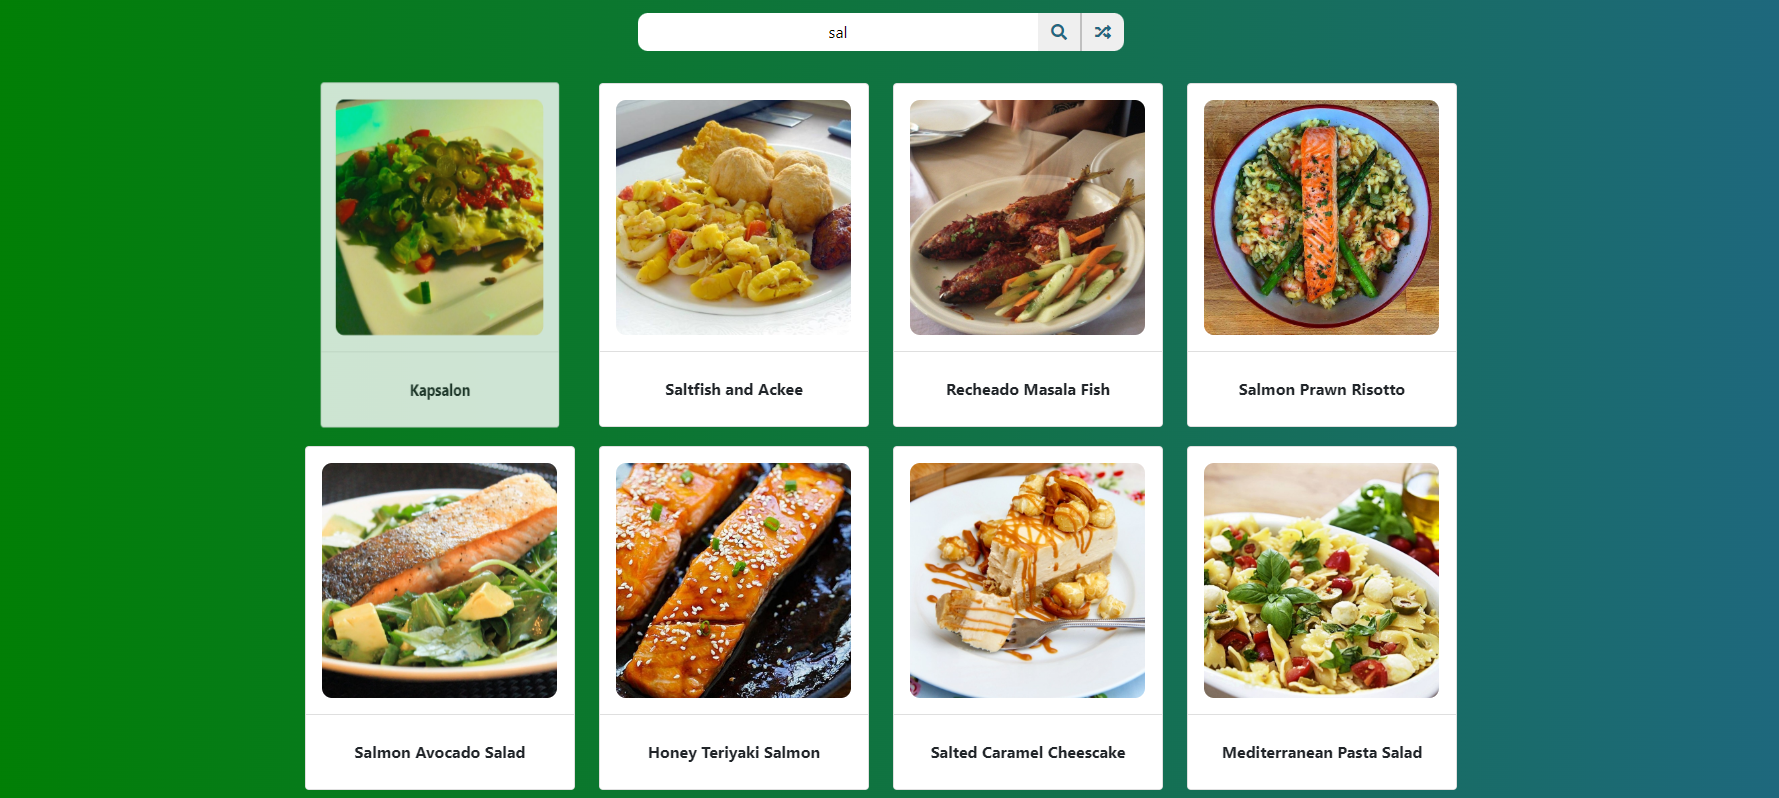 sal
Kapsalon
Saltfish and Ackee
Recheado Masala Fish
Salmon Prawn Risotto
Salmon Avocado Salad
Honey Teriyaki Salmon
Salted Caramel Cheescake
Mediterranean Pasta Salad